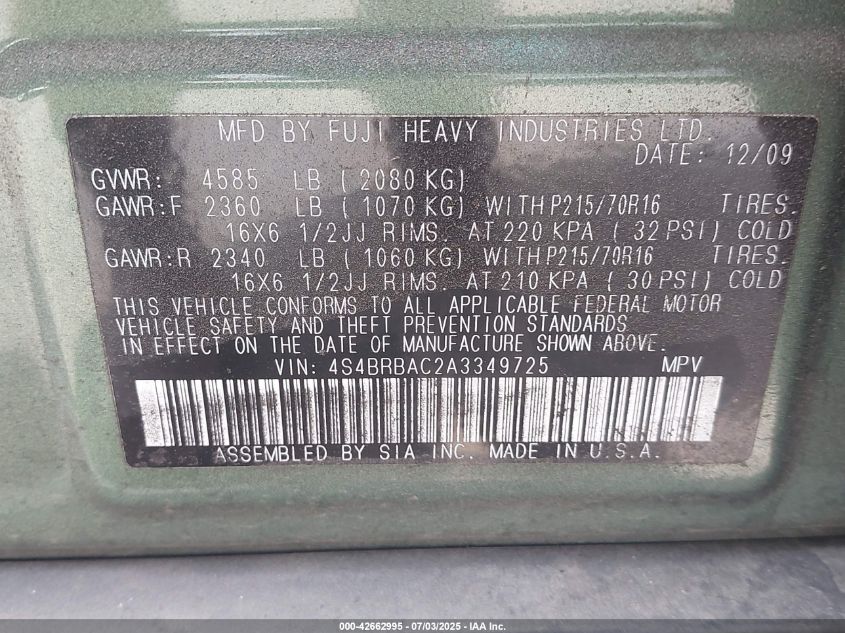 MFD BY FUJI HEAVY INDUSTRIES LTD.
DATE: 12/09
GVWR: 4585 LB ( 2080 KG)
GAWR:F 2360 LB ( 1070 KG) WITH P215/70R16 TIRES.
16X6 1/2JJ RIMS. AT 220 KPA ( 32 PSI) COLD
GAWR:R 2340 LB ( 1060 KG) WITH P215/70R16 TIRES.
16X6 1/2JJ RIMS. AT 210 KPA ( 30 PSI) COLD
THIS VEHICLE CONFORMS TO ALL APPLICABLE FEDERAL MOTOR
VEHICLE SAFETY AND THEFT PREVENTION STANDARDS
IN EFFECT ON THE DATE OF MANUFACTURE SHOWN ABOVE.
VIN: 4S4BRBAC2A3349725 MPV
ASSEMBLED BY SIA INC. MADE IN U.S.A.
000-42662995 - 07/03/2025 - IAA Inc.